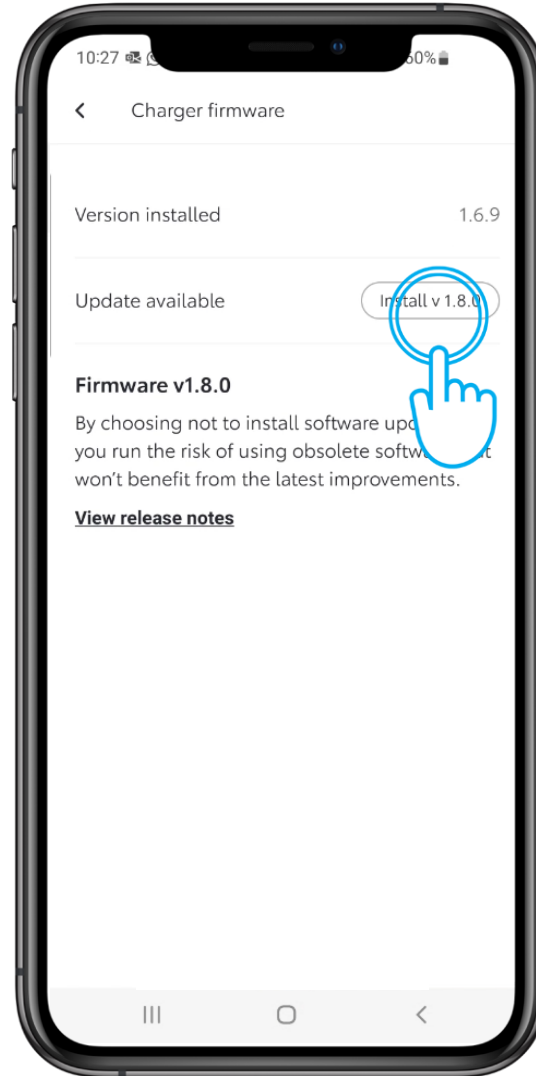 10:27
Charger firmware
Version installed 1.6.9
Update available Install v 1.8.0
Firmware v1.8.0
By choosing not to install software
you run the risk of using obsolete
won't benefit from the latest improvements.
View release notes